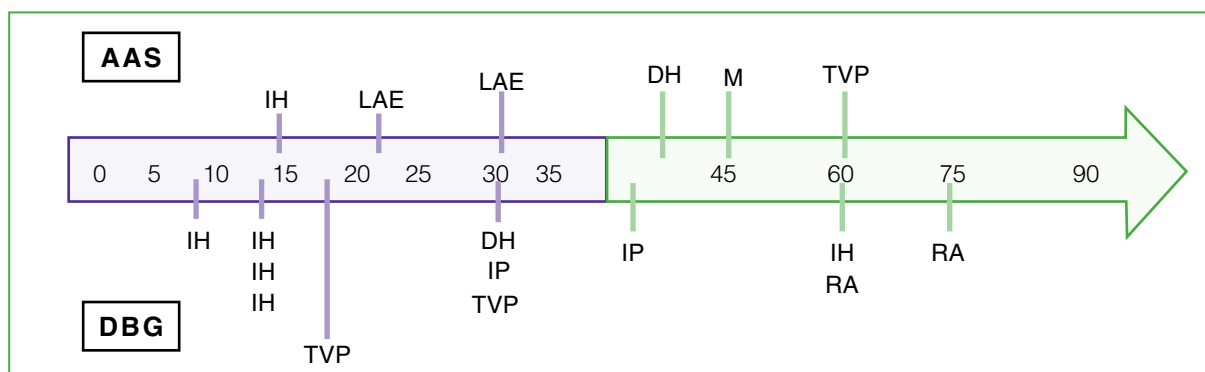 AAS
IH LAE LAE DH M TVP
0 5 10 15 20 25 30 35 45 60 75 90
IH IH DH IP IH RA
IH IP RA
IH TVP
DBG
TVP